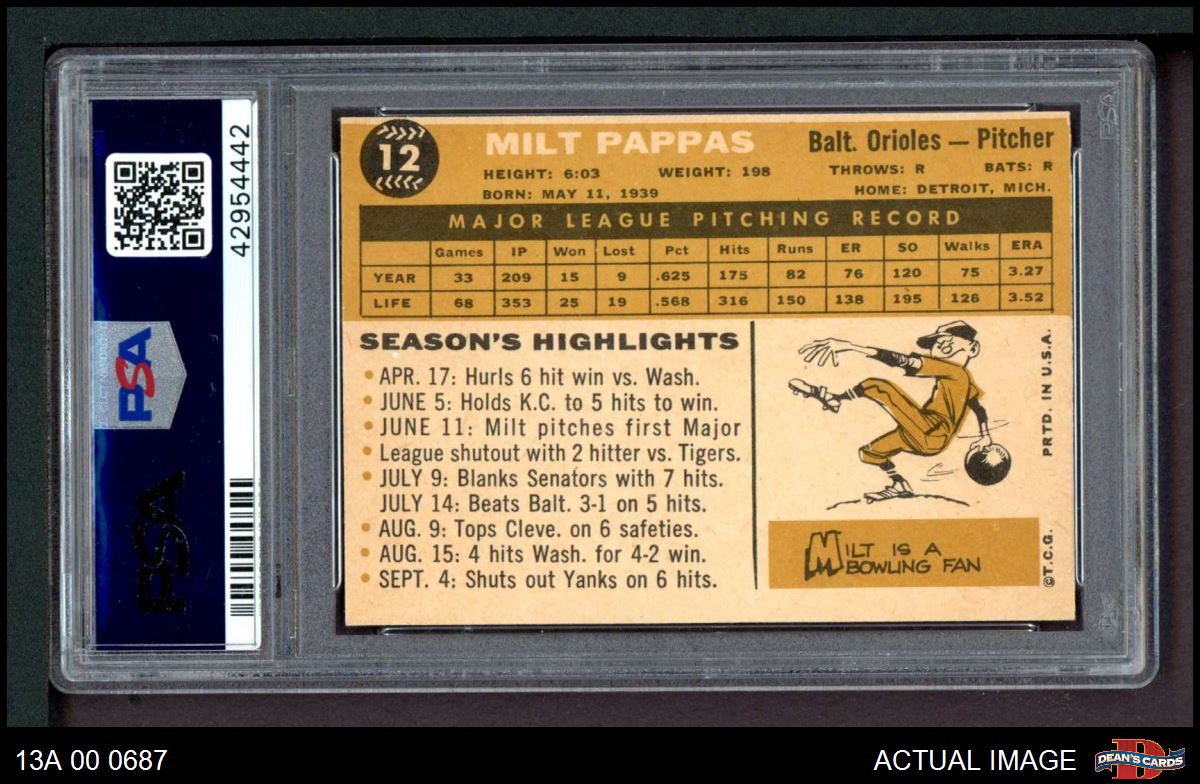 42954442
PSA
PSA
PSA
12
MILT PAPPAS
Balt. Orioles — Pitcher
HEIGHT: 6:03 WEIGHT: 198 THROWS: R BATS: R
BORN: MAY 11, 1939 HOME: DETROIT, MICH.
MAJOR LEAGUE PITCHING RECORD
Games IP Won Lost Pct Hits Runs ER SO Walks ERA
YEAR 33 209 15 9 .625 175 82 76 120 75 3.27
LIFE 68 353 25 19 .568 316 150 138 195 126 3.52
SEASON'S HIGHLIGHTS
• APR. 17: Hurls 6 hit win vs. Wash.
• JUNE 5: Holds K.C. to 5 hits to win.
• JUNE 11: Milt pitches first Major
• League shutout with 2 hitter vs. Tigers.
• JULY 9: Blanks Senators with 7 hits.
JULY 14: Beats Balt. 3-1 on 5 hits.
• AUG. 9: Tops Cleve. on 6 safeties.
• AUG. 15: 4 hits Wash. for 4-2 win.
• SEPT. 4: Shuts out Yanks on 6 hits.
MILT IS A
BOWLING FAN
PRTD. IN U.S.A.
©T.C.G.
13A 00 0687
ACTUAL IMAGE
D
DEAN'S CARDS